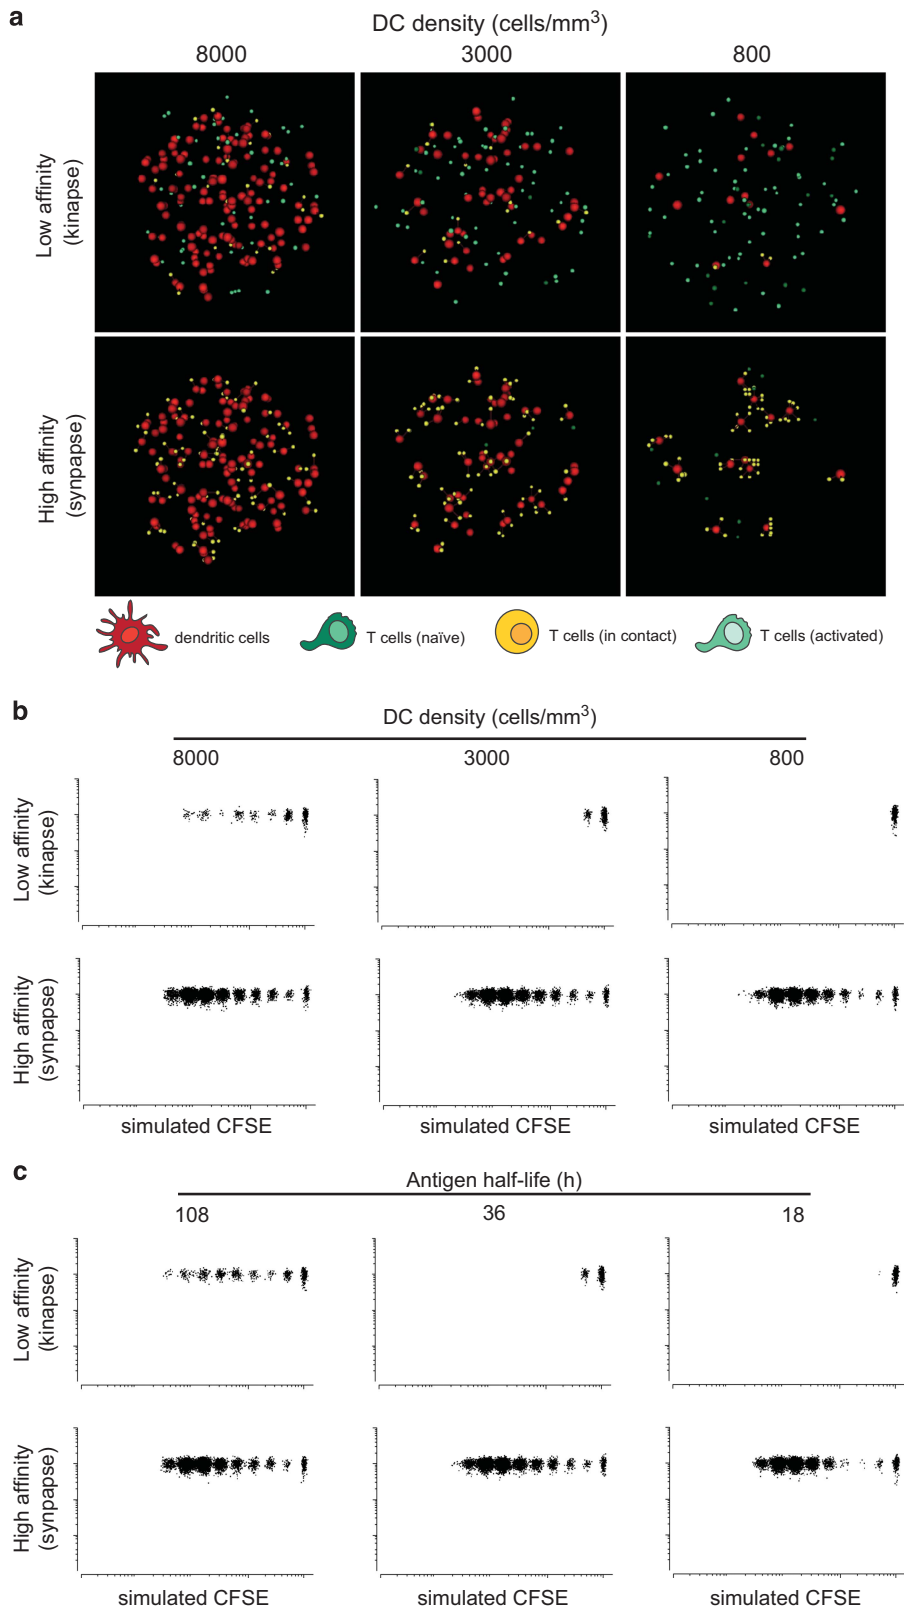 a
DC density (cells/mm³)
8000 3000 800
Low affinity
(kinapse)
High affinity
(synpapse)
dendritic cells
T cells (naïve)
T cells (in contact)
T cells (activated)
b
DC density (cells/mm³)
8000 3000 800
Low affinity
(kinapse)
High affinity
(synpapse)
simulated CFSE simulated CFSE simulated CFSE
c
Antigen half-life (h)
108 36 18
Low affinity
(kinapse)
High affinity
(synpapse)
simulated CFSE simulated CFSE simulated CFSE